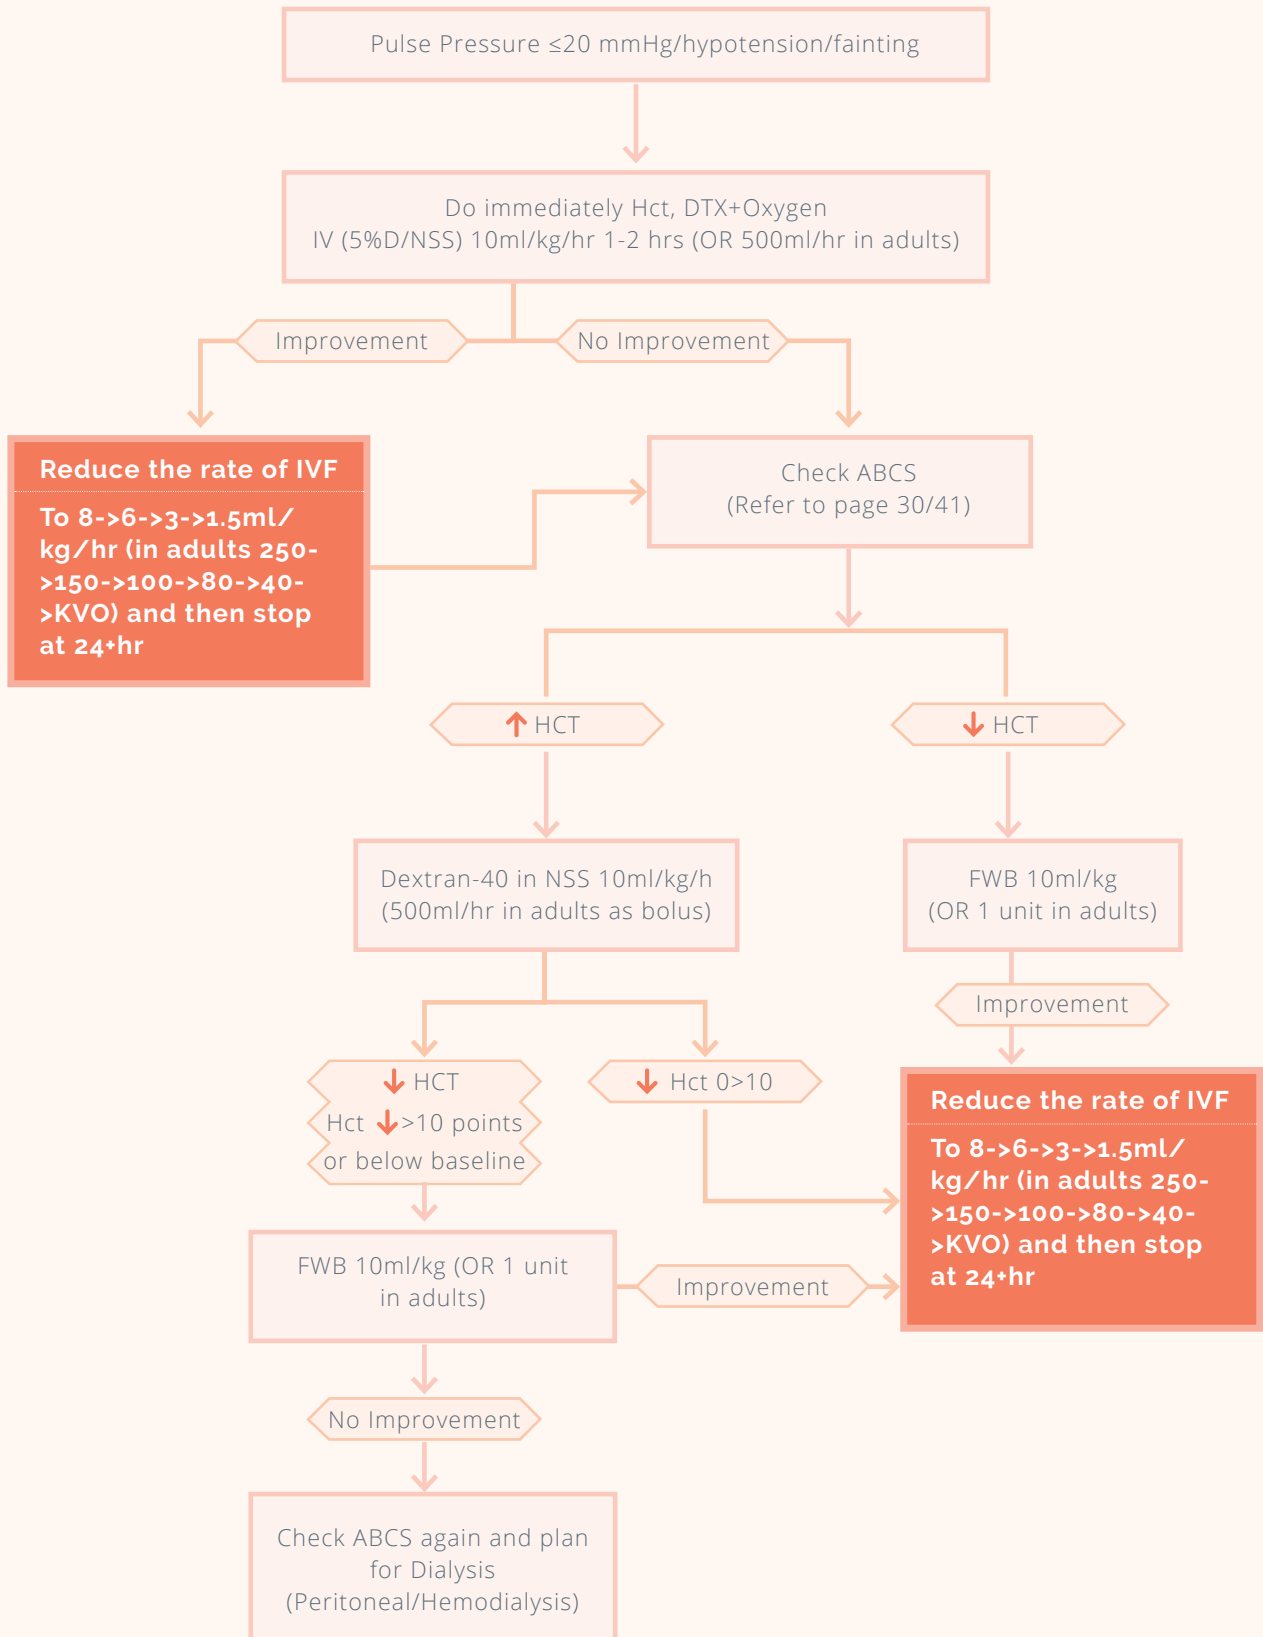 Pulse Pressure ≤20 mmHg/hypotension/fainting
Do immediately Hct, DTX+Oxygen
IV (5%D/NSS) 10ml/kg/hr 1-2 hrs (OR 500ml/hr in adults)
Improvement
No Improvement
Reduce the rate of IVF
To 8->6->3->1.5ml/
kg/hr (in adults 250-
>150->100->80->40-
>KVO) and then stop
at 24+hr
Check ABCS
(Refer to page 30/41)
↑ HCT
↓ HCT
Dextran-40 in NSS 10ml/kg/h
(500ml/hr in adults as bolus)
FWB 10ml/kg
(OR 1 unit in adults)
Improvement
↓ HCT
Hct ↓>10 points
or below baseline
↓ Hct 0>10
Reduce the rate of IVF
To 8->6->3->1.5ml/
kg/hr (in adults 250-
>150->100->80->40-
>KVO) and then stop
at 24+hr
FWB 10ml/kg (OR 1 unit
in adults)
Improvement
No Improvement
Check ABCS again and plan
for Dialysis
(Peritoneal/Hemodialysis)